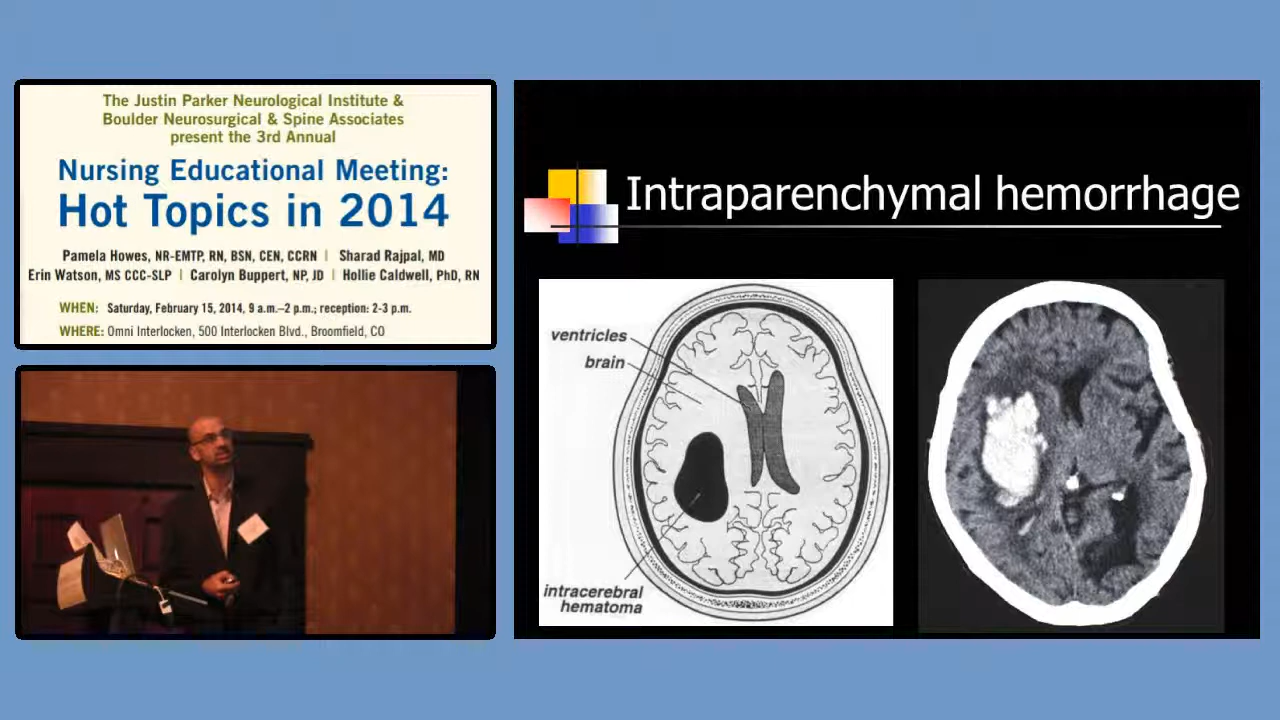 The Justin Parker Neurological Institute &
Boulder Neurosurgical & Spine Associates
present the 3rd Annual
Nursing Educational Meeting:
Hot Topics in 2014
Pamela Howes, NR-EMTP, RN, BSN, CEN, CCRN | Sharad Rajpal, MD
Erin Watson, MS CCC-SLP | Carolyn Buppert, NP, JD | Hollie Caldwell, PhD, RN
WHEN: Saturday, February 15, 2014, 9 a.m.–2 p.m.; reception: 2-3 p.m.
WHERE: Omni Interlocken, 500 Interlocken Blvd., Broomfield, CO
Intraparenchymal hemorrhage
ventricles
brain
intracerebral
hematoma